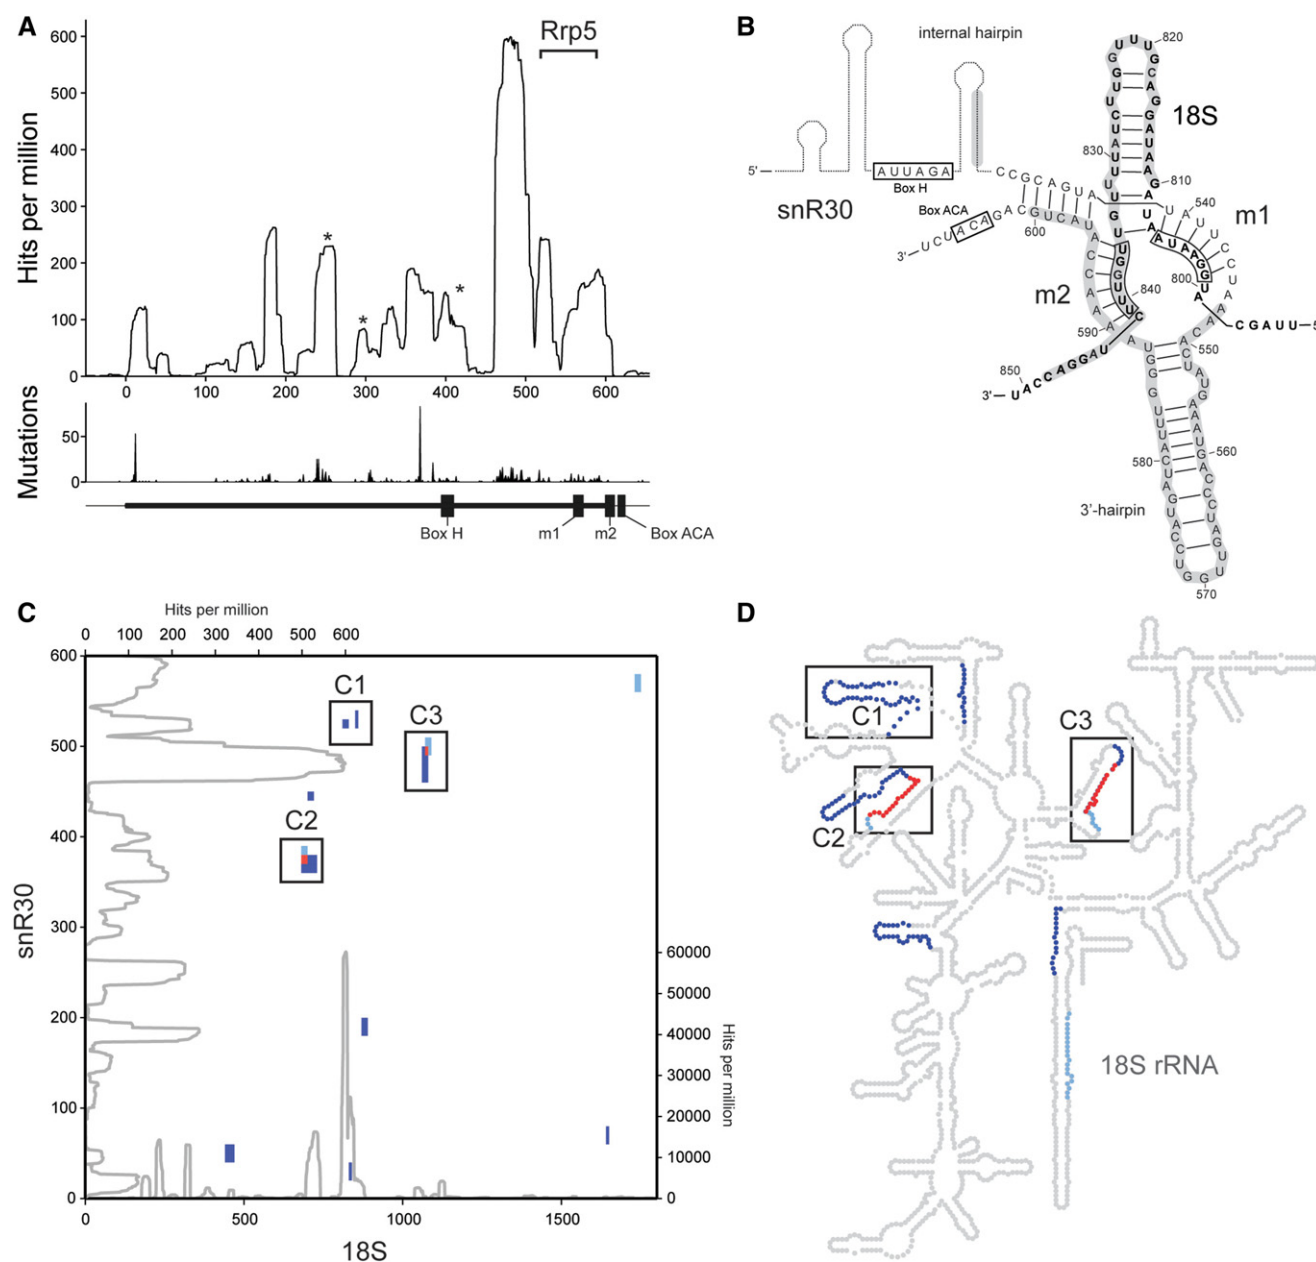 A
Rrp5
600
500
400
300
200
100
0
Hits per million
*
*
*
0 100 200 300 400 500 600
50
0
Mutations
Box H
m1
m2
Box ACA
B
internal hairpin
18S
820
830
810
5'
AUUAGA
Box H
snR30
CCGCAGUA
Box ACA
3'
UCU
ACA
600
540
m1
800
m2
840
590
CGAUU
550
850
3'
UACCAGGAU
560
580
3'-hairpin
570
C
Hits per million
0 100 200 300 400 500 600
600
500
400
300
200
100
0
snR30
C1
C3
C2
60000
50000
40000
30000
20000
10000
0
Hits per million
0 500 1000 1500
18S
D
C1
C2
C3
18S rRNA